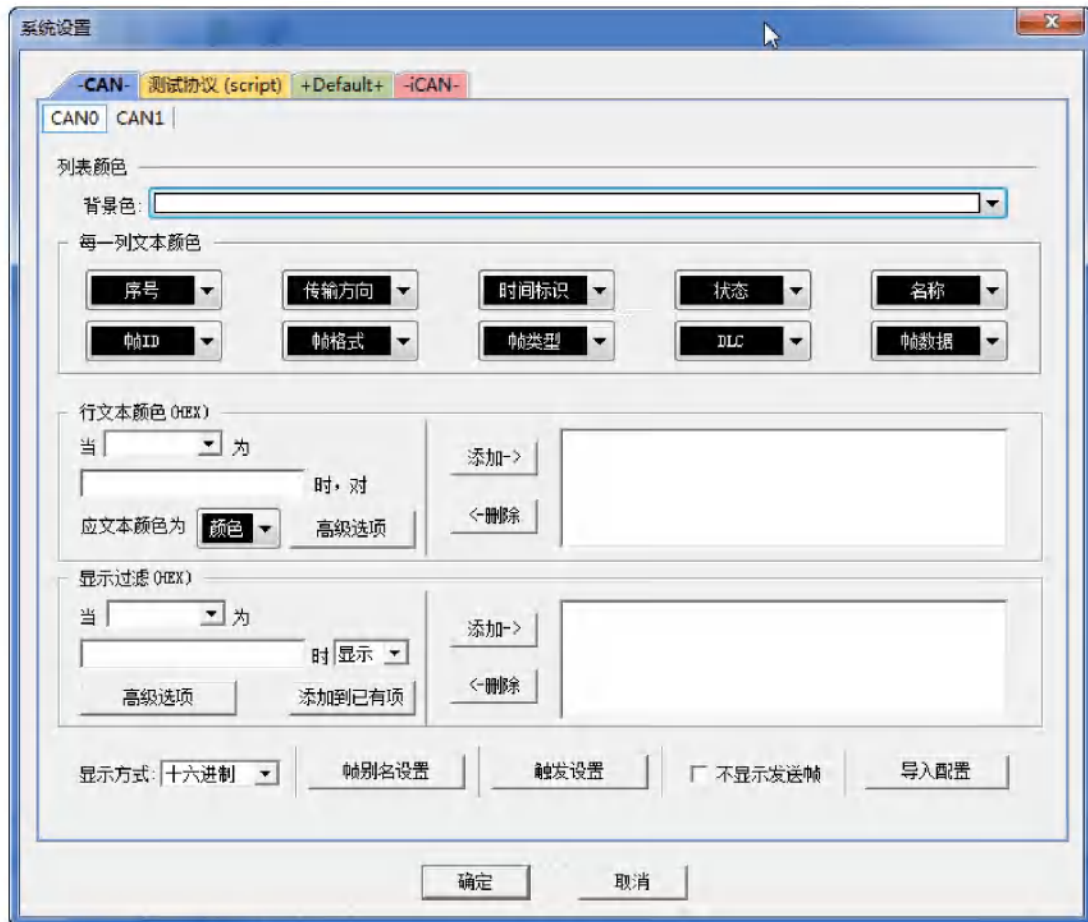 系统设置
-CAN- 测试协议 (script) +Default+ -iCAN-
CAN0 CAN1
列表颜色
背景色:
每一列文本颜色
序号 传输方向 时间标识 状态 名称
帧ID 帧格式 帧类型 DLC 帧数据
行文本颜色(HEX)
当 为
时，对
应文本颜色为 颜色 高级选项
添加->
<-删除
显示过滤(HEX)
当 为
时 显示
高级选项 添加到已有项
添加->
<-删除
显示方式: 十六进制 帧别名设置 触发设置 不显示发送帧 导入配置
确定 取消